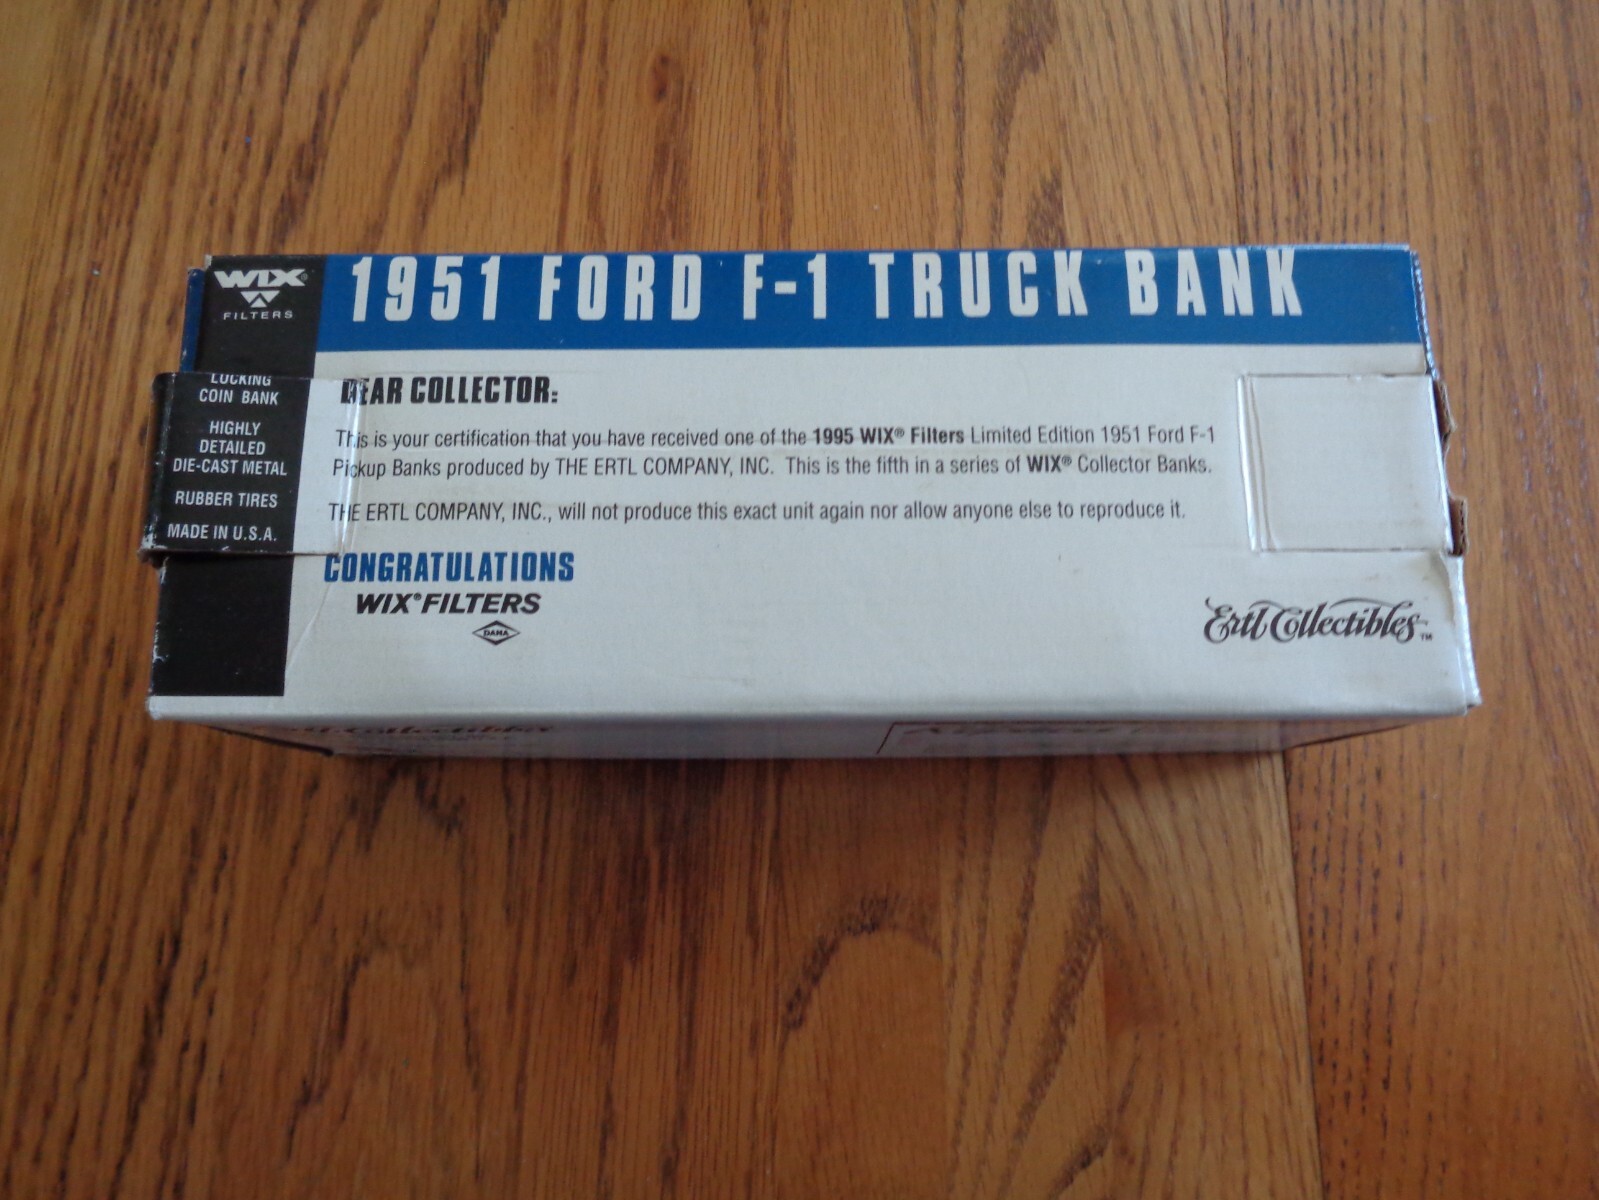 WIX®
FILTERS
1951 FORD F-1 TRUCK BANK
LOCKING
COIN BANK
HIGHLY
DETAILED
DIE-CAST METAL
RUBBER TIRES
MADE IN U.S.A.
DEAR COLLECTOR:
This is your certification that you have received one of the 1995 WIX® Filters Limited Edition 1951 Ford F-1
Pickup Banks produced by THE ERTL COMPANY, INC. This is the fifth in a series of WIX® Collector Banks.
THE ERTL COMPANY, INC., will not produce this exact unit again nor allow anyone else to reproduce it.
CONGRATULATIONS
WIX® FILTERS
DANA
Ertl Collectibles™
Collectibles